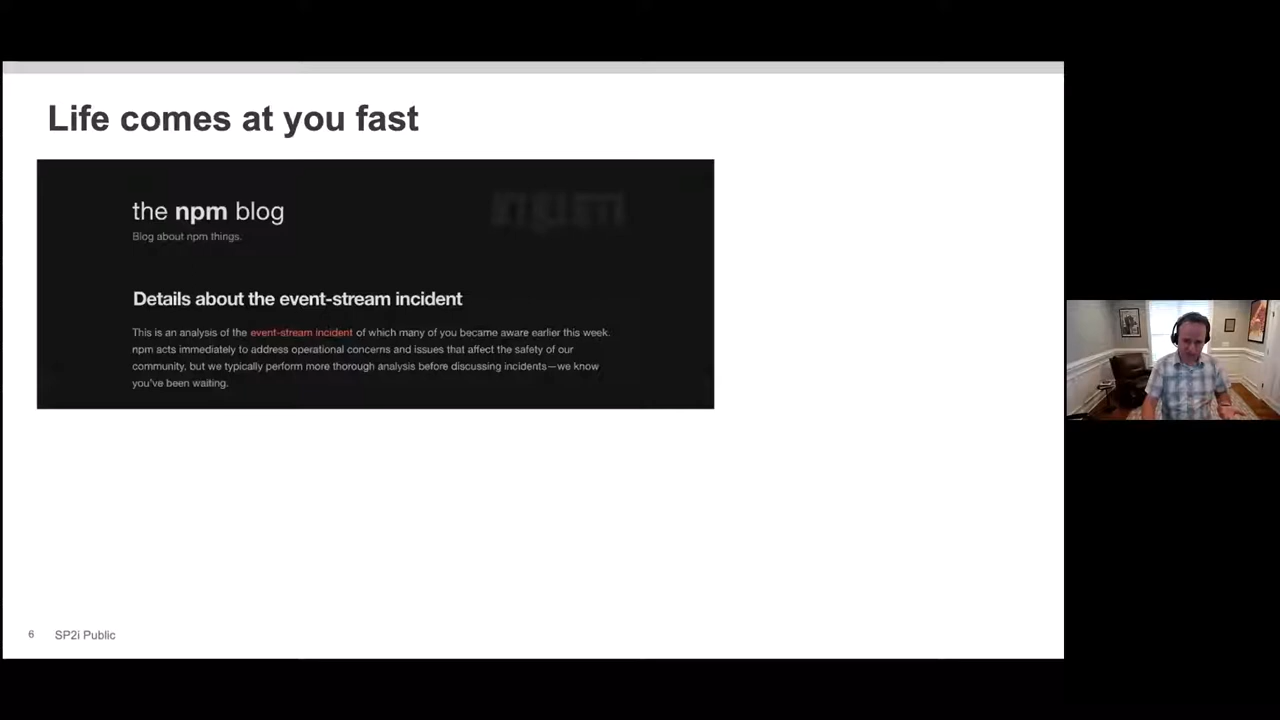 Life comes at you fast
the npm blog
Blog about npm things.
Details about the event-stream incident
This is an analysis of the event-stream incident of which many of you became aware earlier this week.
npm acts immediately to address operational concerns and issues that affect the safety of our
community, but we typically perform more thorough analysis before discussing incidents—we know
you've been waiting.
6 SP2i Public